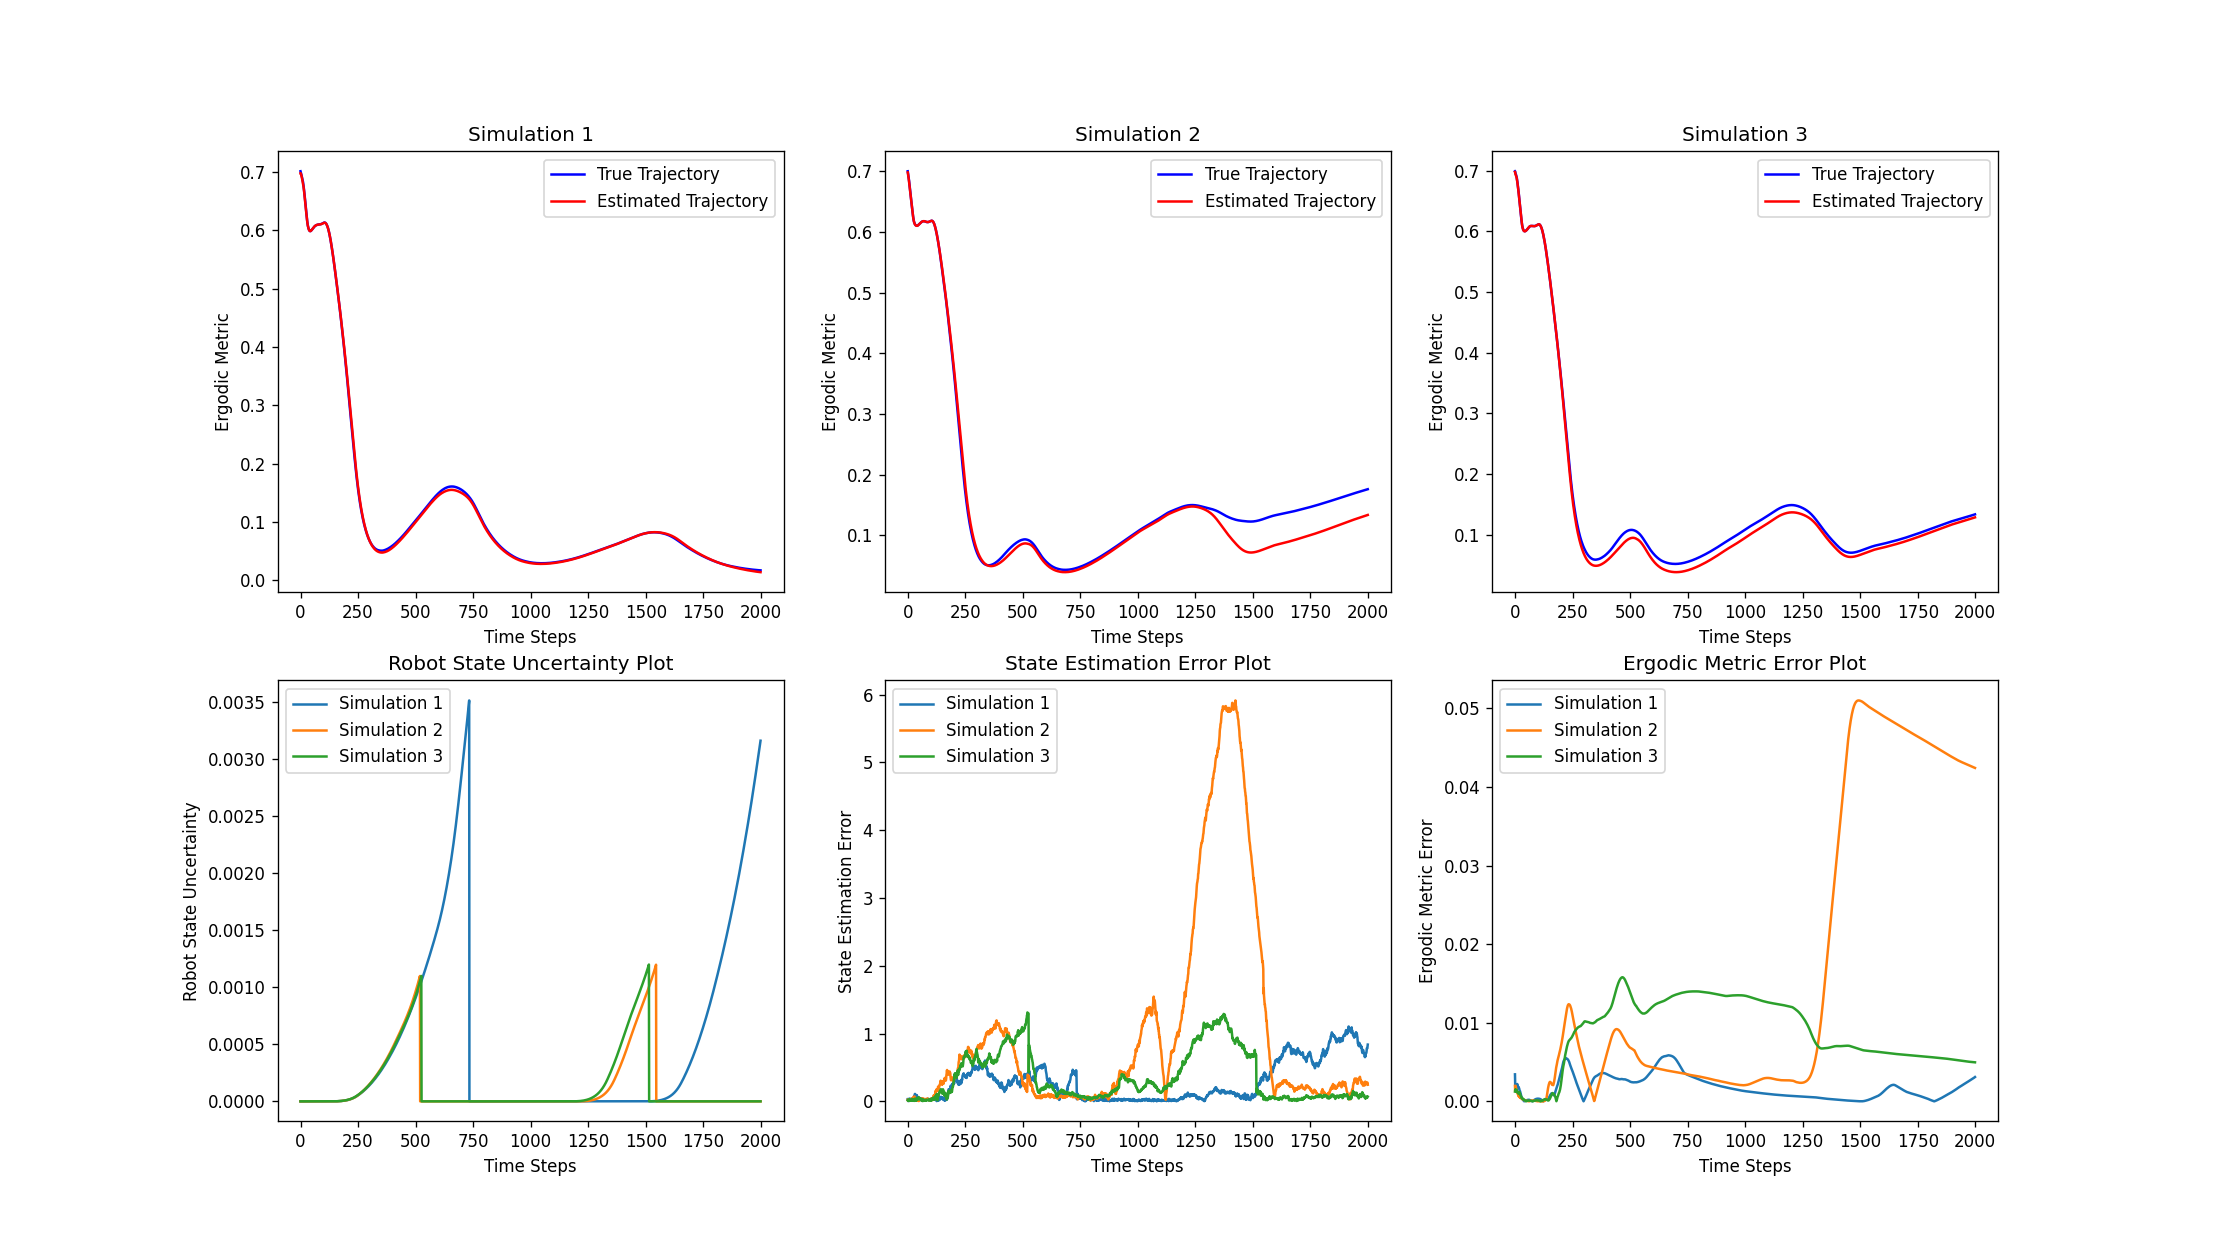 Simulation 1
Ergodic Metric
0.7
0.6
0.5
0.4
0.3
0.2
0.1
0.0
True Trajectory
Estimated Trajectory
0 250 500 750 1000 1250 1500 1750 2000
Time Steps
Simulation 2
Ergodic Metric
0.7
0.6
0.5
0.4
0.3
0.2
0.1
True Trajectory
Estimated Trajectory
0 250 500 750 1000 1250 1500 1750 2000
Time Steps
Simulation 3
Ergodic Metric
0.7
0.6
0.5
0.4
0.3
0.2
0.1
True Trajectory
Estimated Trajectory
0 250 500 750 1000 1250 1500 1750 2000
Time Steps
Robot State Uncertainty Plot
Robot State Uncertainty
0.0035
0.0030
0.0025
0.0020
0.0015
0.0010
0.0005
0.0000
Simulation 1
Simulation 2
Simulation 3
0 250 500 750 1000 1250 1500 1750 2000
Time Steps
State Estimation Error Plot
State Estimation Error
6
5
4
3
2
1
0
Simulation 1
Simulation 2
Simulation 3
0 250 500 750 1000 1250 1500 1750 2000
Time Steps
Ergodic Metric Error Plot
Ergodic Metric Error
0.05
0.04
0.03
0.02
0.01
0.00
Simulation 1
Simulation 2
Simulation 3
0 250 500 750 1000 1250 1500 1750 2000
Time Steps